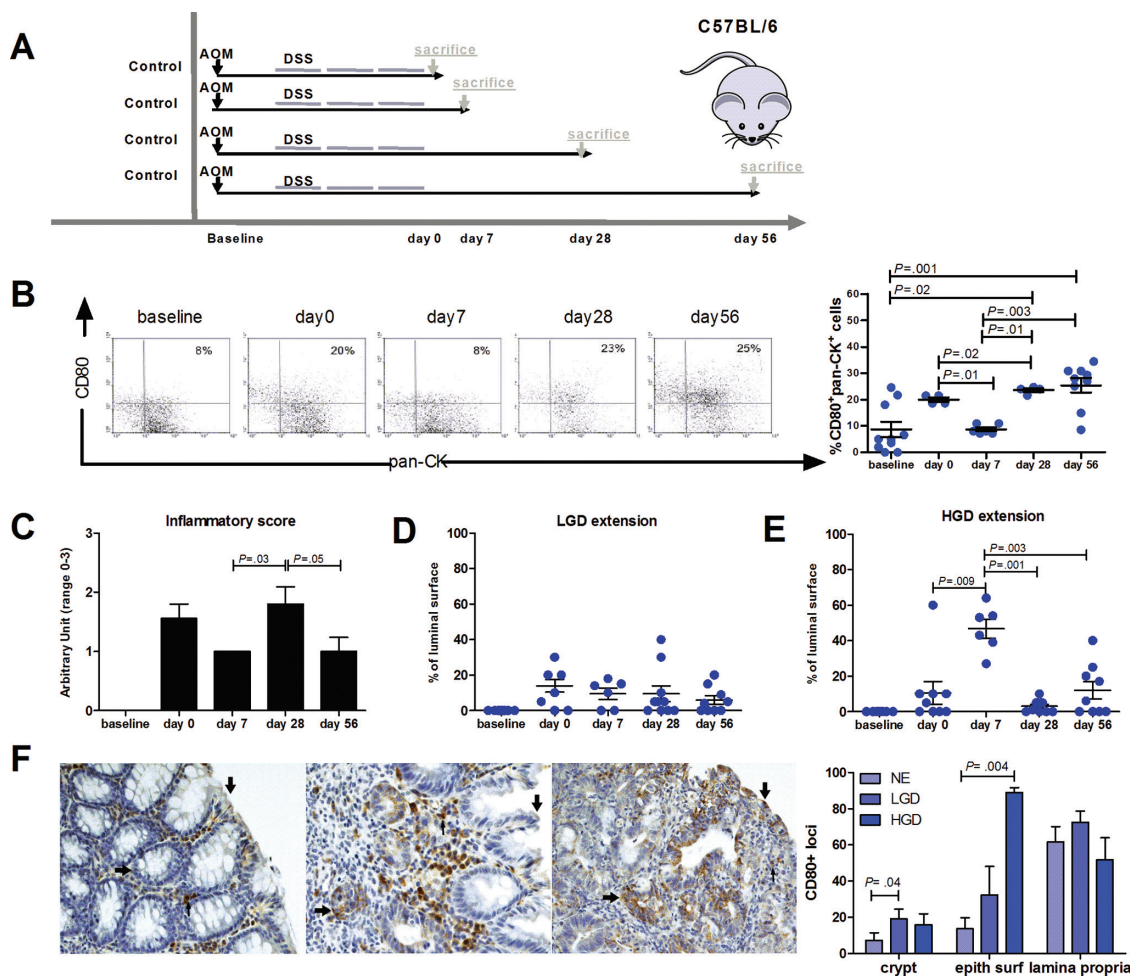 A
C57BL/6
Control AOM DSS sacrifice
Control AOM DSS sacrifice
Control AOM DSS sacrifice
Control AOM DSS sacrifice
Baseline day 0 day 7 day 28 day 56
B
baseline day0 day7 day28 day56
8% 20% 8% 23% 25%
CD80
pan-CK
P=.001
P=.02
P=.003
P=.01
P=.02
P=.01
%CD80+pan-CK+ cells
60
50
40
30
20
10
0
baseline day 0 day 7 day 28 day 56
C
Inflammatory score
Arbitrary Unit (range 0-3)
3
2
1
0
P=.03 P=.05
baseline day 0 day 7 day 28 day 56
D
LGD extension
% of luminal surface
100
80
60
40
20
0
baseline day 0 day 7 day 28 day 56
E
HGD extension
% of luminal surface
100
80
60
40
20
0
P=.003
P=.001
P=.009
baseline day 0 day 7 day 28 day 56
F
CD80+ loci
100
80
60
40
20
0
NE
LGD
HGD
P= .004
P= .04
crypt epith surf lamina propria